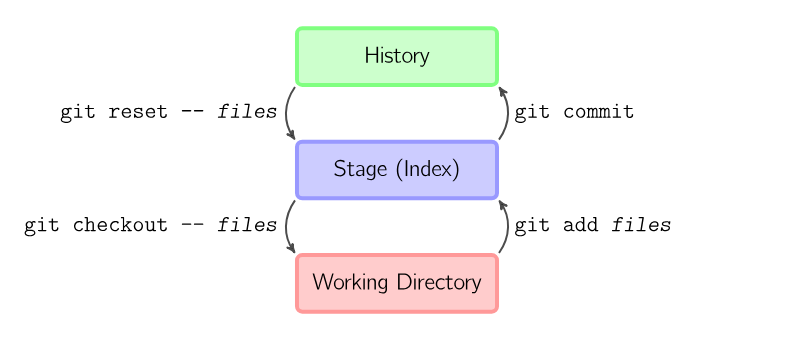 History
git reset -- files
git commit
Stage (Index)
git checkout -- files
git add files
Working Directory